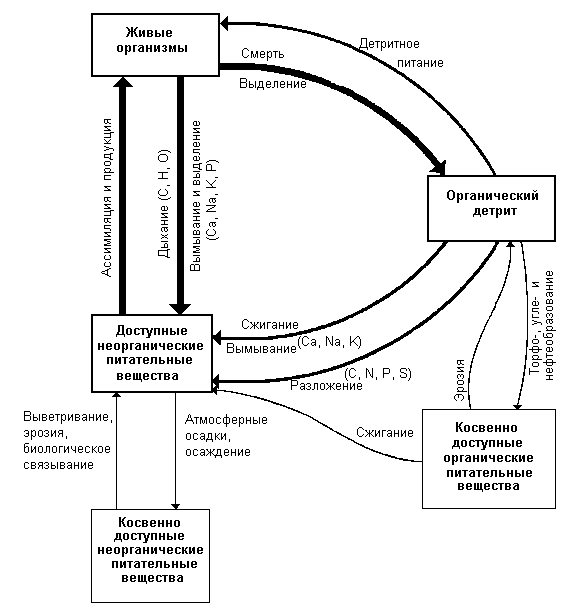 Живые
организмы
Детритное
питание
Смерть
Выделение
Ассимиляция и продукция
Дыхание (C, H, O)
Вымывание и выделение
(Ca, Na, K, P)
Органический
детрит
Доступные
неорганические
питательные
вещества
Сжигание
Вымывание (Ca, Na, K)
(C, N, P, S)
Разложение
Эрозия
Торфо-, угле- и
нефтеобразование
Выветривание,
эрозия,
биологическое
связывание
Атмосферные
осадки,
осаждение
Сжигание
Косвенно
доступные
органические
питательные
вещества
Косвенно
доступные
неорганические
питательные
вещества